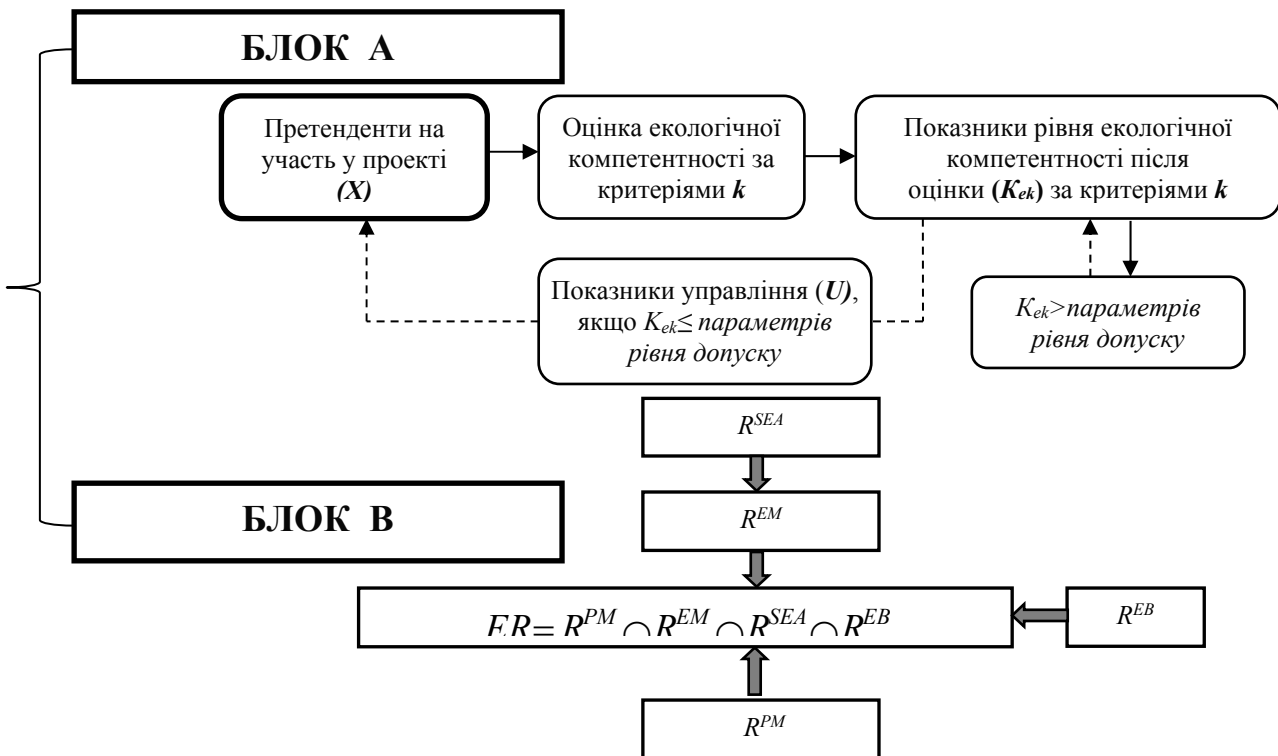 БЛОК А
Претенденти на
участь у проекті
(X)
Оцінка екологічної
компетентності за
критеріями k
Показники рівня екологічної
компетентності після
оцінки (Kek) за критеріями k
Показники управління (U),
якщо Kek≤ параметрів
рівня допуску
Kek>параметрів
рівня допуску
R^SEA
БЛОК В
R^EM
ER= R^PM ∩ R^EM ∩ R^SEA ∩ R^EB
R^EB
R^PM